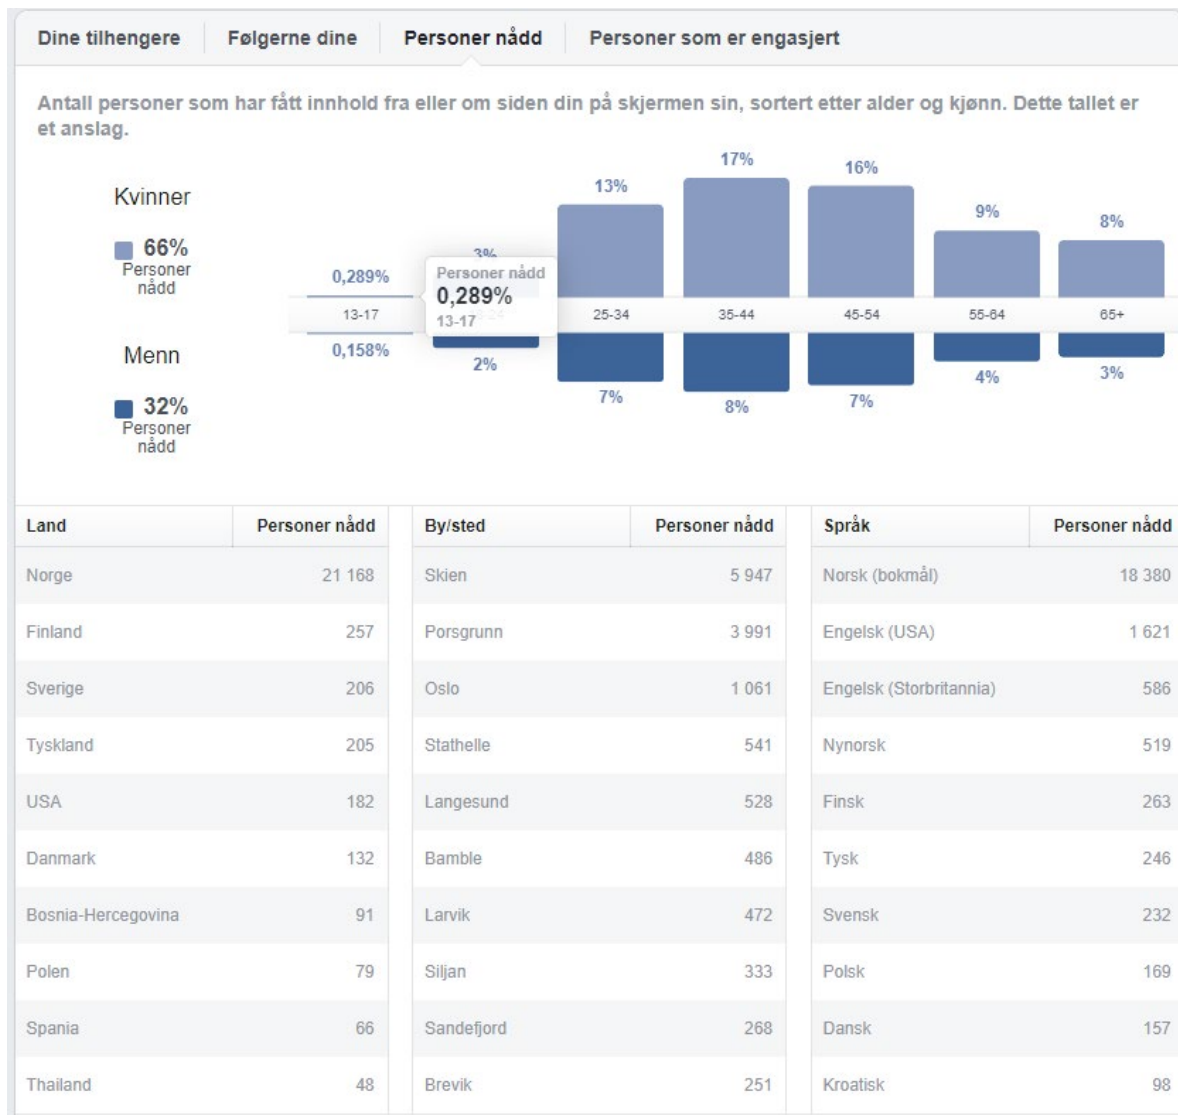 Dine tilhengere Følgerne dine Personer nådd Personer som er engasjert
Antall personer som har fått innhold fra eller om siden din på skjermen sin, sortert etter alder og kjønn. Dette tallet er
et anslag.
Kvinner
66%
Personer
nådd
Menn
32%
Personer
nådd
0,289% 3% 13% 17% 16% 9% 8%
Personer nådd
0,289%
13-17
13-17 25-34 35-44 45-54 55-64 65+
0,158% 2% 7% 8% 7% 4% 3%
Land Personer nådd By/sted Personer nådd Språk Personer nådd
Norge 21 168 Skien 5 947 Norsk (bokmål) 18 380
Finland 257 Porsgrunn 3 991 Engelsk (USA) 1 621
Sverige 206 Oslo 1 061 Engelsk (Storbritannia) 586
Tyskland 205 Stathelle 541 Nynorsk 519
USA 182 Langesund 528 Finsk 263
Danmark 132 Bamble 486 Tysk 246
Bosnia-Hercegovina 91 Larvik 472 Svensk 232
Polen 79 Siljan 333 Polsk 169
Spania 66 Sandefjord 268 Dansk 157
Thailand 48 Brevik 251 Kroatisk 98